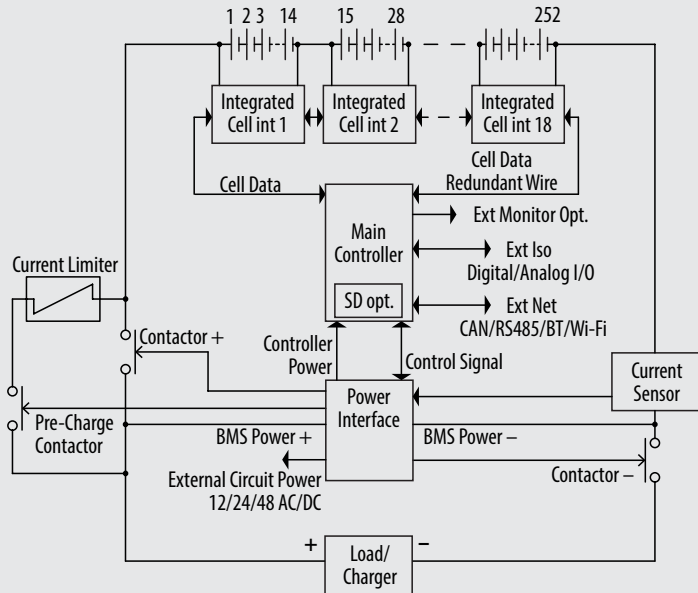 1 2 3 14
15 28
252
Integrated
Cell int 1
Integrated
Cell int 2
Integrated
Cell int 18
Cell Data
Cell Data
Redundant Wire
Main
Controller
SD opt.
Ext Monitor Opt.
Ext Iso
Digital/Analog I/O
Ext Net
CAN/RS485/BT/Wi-Fi
Current Limiter
Contactor +
Controller
Power
Control Signal
Current
Sensor
Pre-Charge
Contactor
Power
Interface
BMS Power +
BMS Power –
External Circuit Power
12/24/48 AC/DC
Contactor –
+
Load/
Charger
–